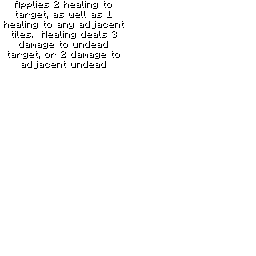 Applies 2 healing to
target, as well as 1
healing to any adjacent
tiles. Healing deals 3
damage to undead
target, or 2 damage to
adjacent undead